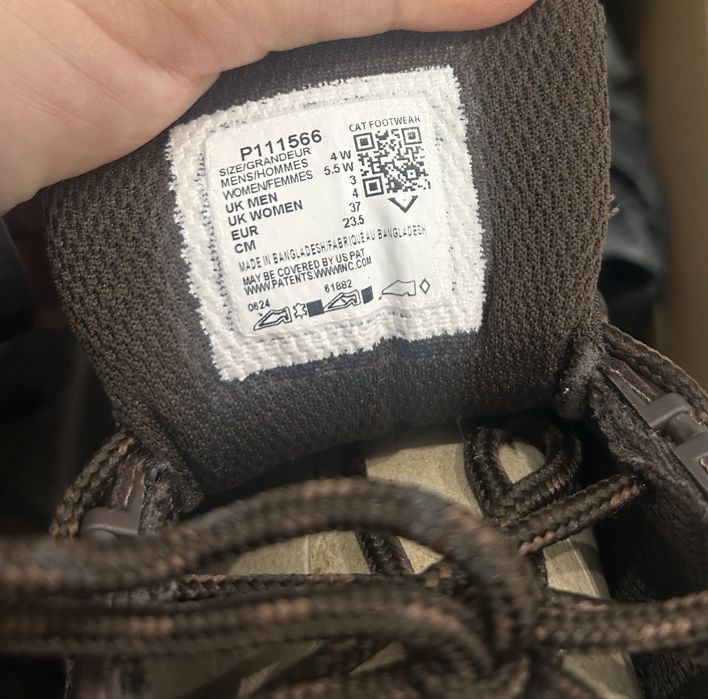 CAT FOOTWEAR
P111566
SIZE/GRANDEUR
MENS/HOMMES 4 W
WOMEN/FEMMES 5.5 W
UK MEN 3
UK WOMEN 4
EUR 37
CM 23.5
MADE IN BANGLADESH/FABRIQUÉ AU BANGLADESH
MAY BE COVERED BY US PAT.
WWW.PATENTS.WWWINC.COM
0624 61882